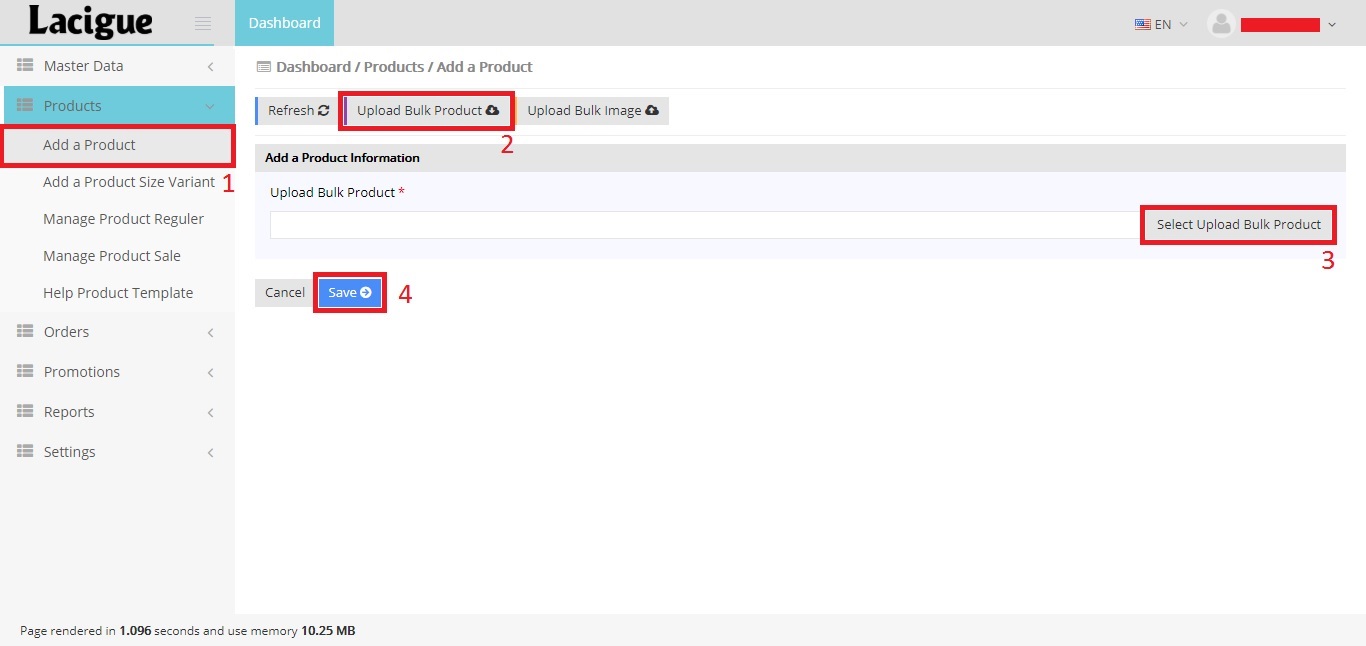 Lacigue
Dashboard
EN
Master Data
Products
Add a Product
1
Add a Product Size Variant
Manage Product Reguler
Manage Product Sale
Help Product Template
Orders
Promotions
Reports
Settings
Dashboard / Products / Add a Product
Refresh
Upload Bulk Product
Upload Bulk Image
2
Add a Product Information
Upload Bulk Product *
Select Upload Bulk Product
3
Cancel
Save
4
Page rendered in 1.096 seconds and use memory 10.25 MB